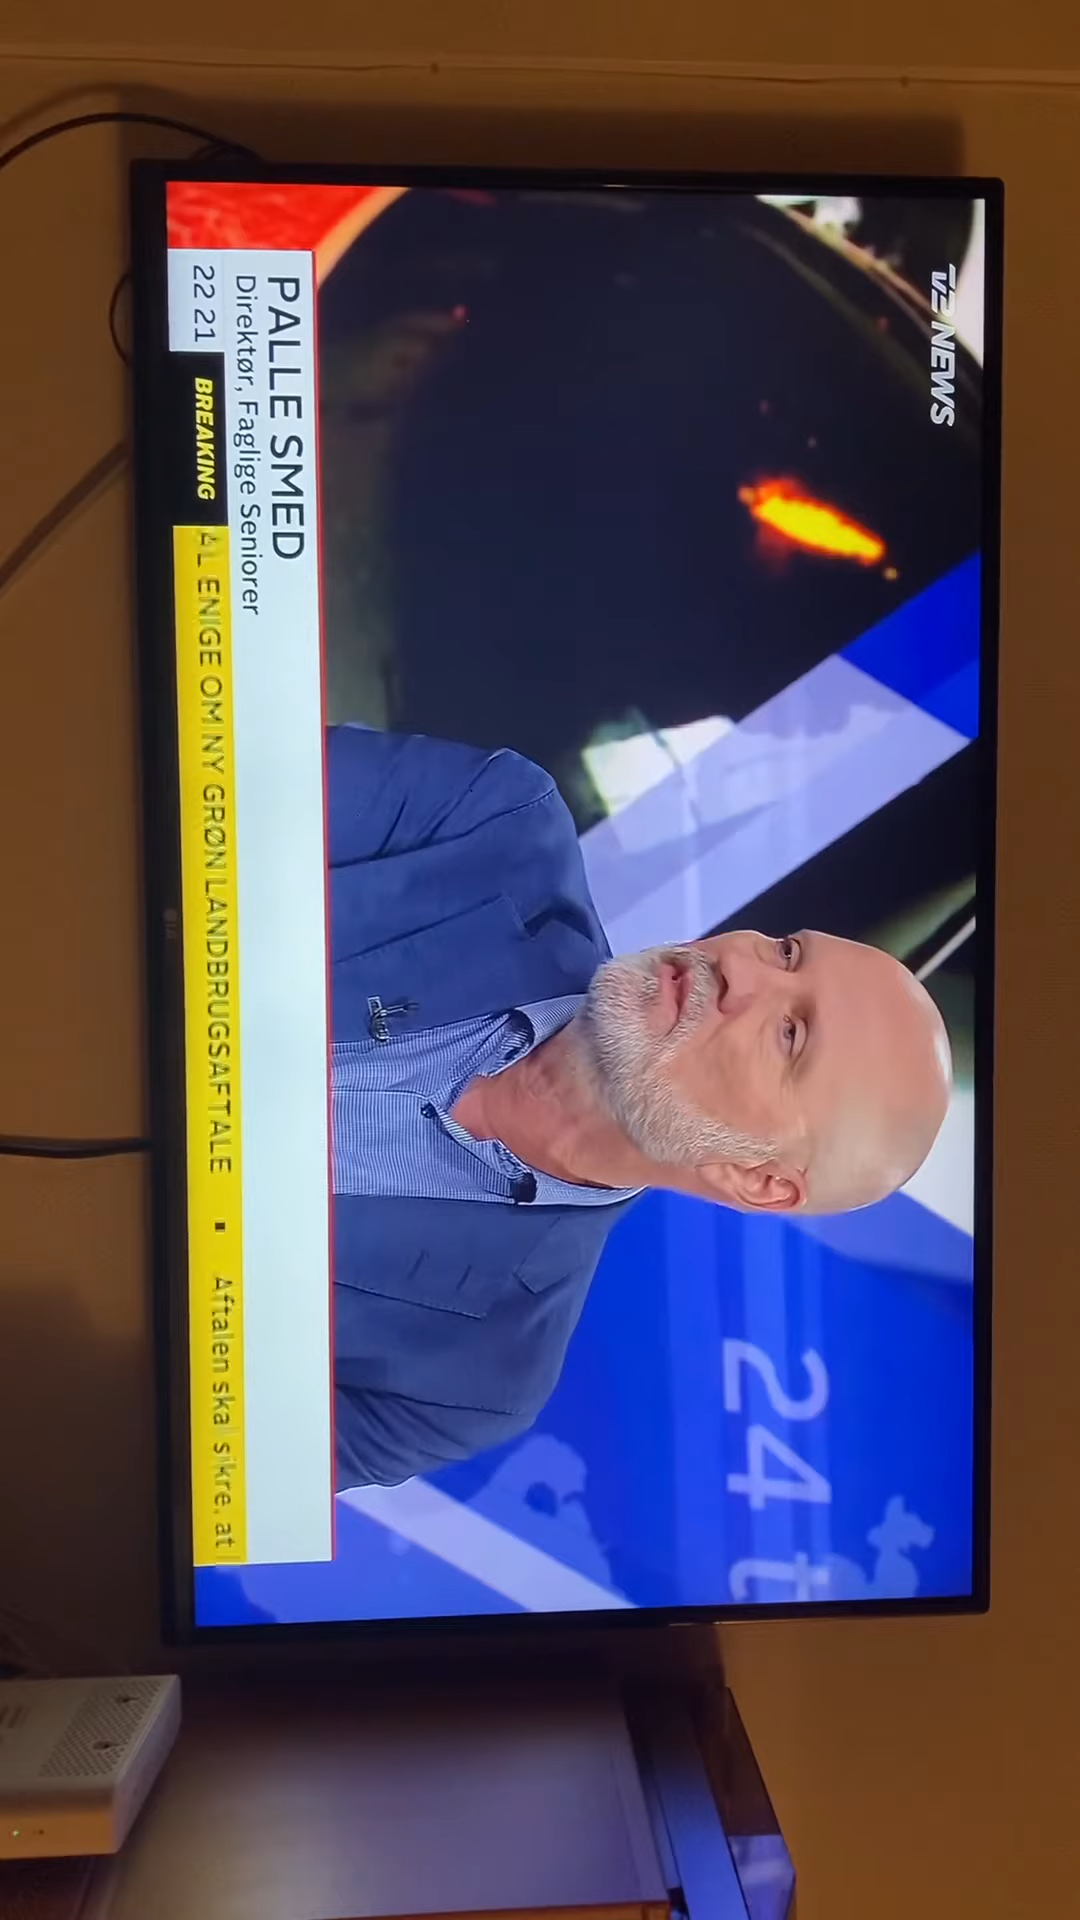 TV2 NEWS
24 t
PALLE SMED
Direktør, Faglige Seniorer
22 21
BREAKING
ENIGE OM NY GRØN LANDBRUGSAFTALE ▪ Aftalen skal sikre, at